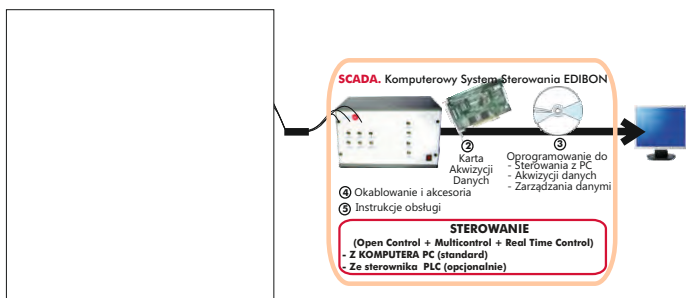 SCADA. Komputerowy System Sterowania EDIBON
2
Karta
Akwizycji
Danych
3
Oprogramowanie do
- Sterowania z PC
- Akwizycji danych
- Zarządzania danymi
4 Okablowanie i akcesoria
5 Instrukcje obsługi
STEROWANIE
(Open Control + Multicontrol + Real Time Control)
- Z KOMPUTERA PC (standard)
- Ze sterownika PLC (opcjonalnie)